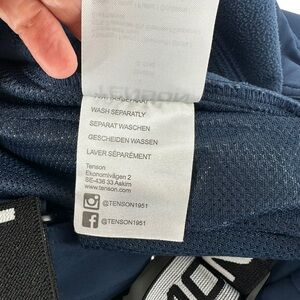 WASH SEPARATLY
SEPARAT WASCHEN
GESCHEIDEN WASSEN
LAVER SÉPARÉMENT
Tenson
Ekonomivägen 2
SE-436 33 Askim
www.tenson.com
@TENSON1951
@TENSON1951